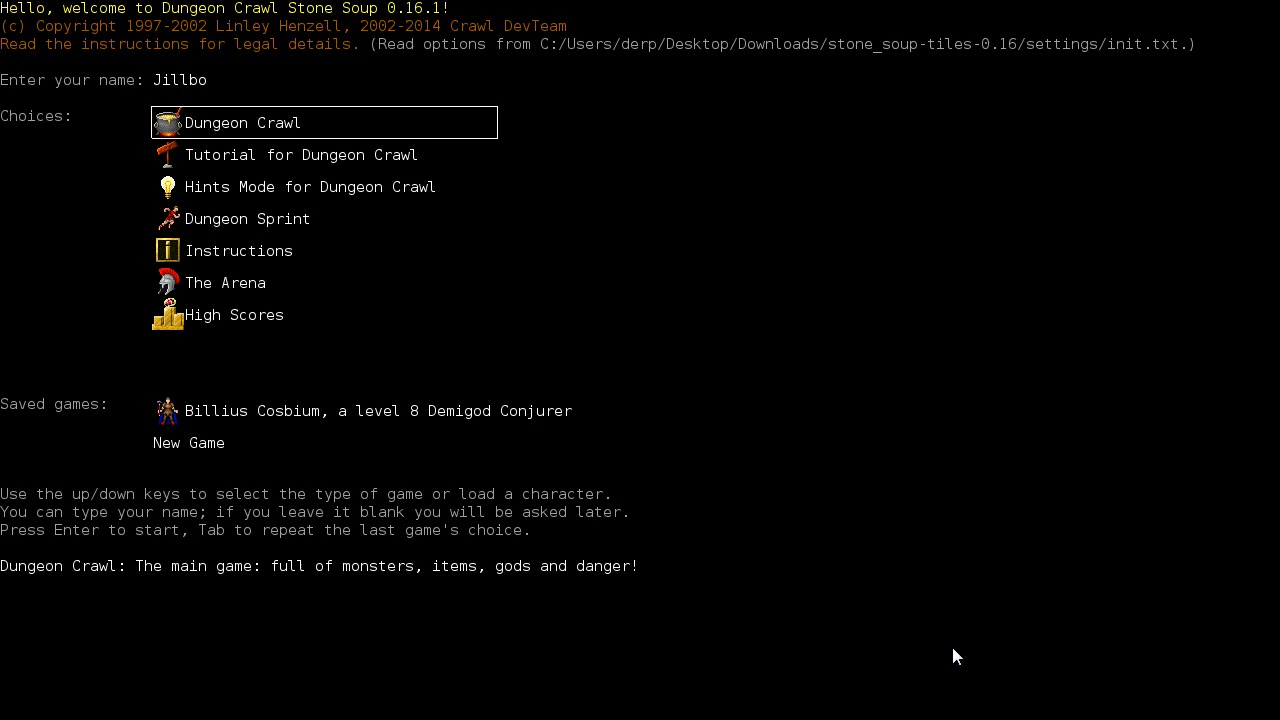 Hello, welcome to Dungeon Crawl Stone Soup 0.16.1!
(c) Copyright 1997-2002 Linley Henzell, 2002-2014 Crawl DevTeam
Read the instructions for legal details. (Read options from C:/Users/derp/Desktop/Downloads/stone_soup-tiles-0.16/settings/init.txt.)
Enter your name: Jillbo
Choices:
Dungeon Crawl
Tutorial for Dungeon Crawl
Hints Mode for Dungeon Crawl
Dungeon Sprint
Instructions
The Arena
High Scores
Saved games:
Billius Cosbium, a level 8 Demigod Conjurer
New Game
Use the up/down keys to select the type of game or load a character.
You can type your name; if you leave it blank you will be asked later.
Press Enter to start, Tab to repeat the last game's choice.
Dungeon Crawl: The main game: full of monsters, items, gods and danger!